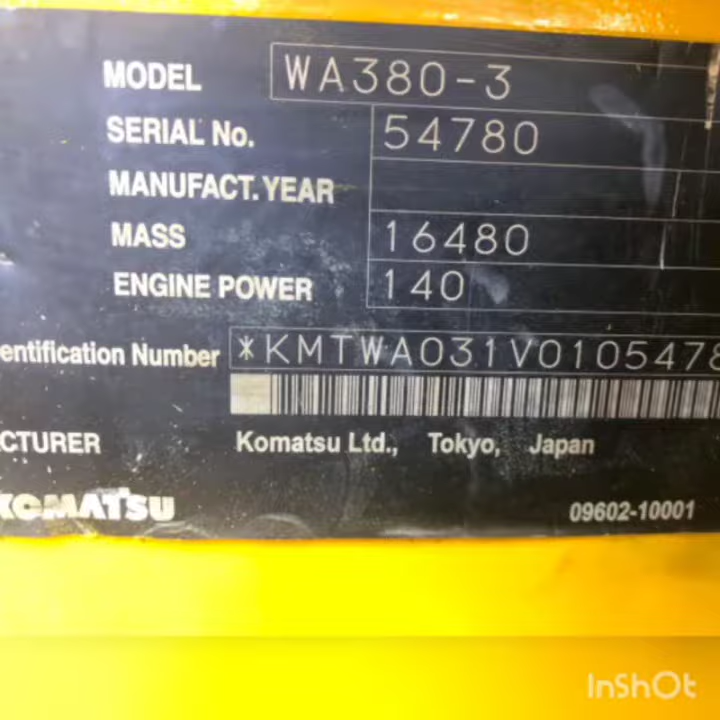 MODEL WA380-3
SERIAL No. 54780
MANUFACT. YEAR
MASS 16480
ENGINE POWER 140
entification Number *KMTWA031V0105478
CTURER Komatsu Ltd., Tokyo, Japan
KOMATSU 09602-10001
InShOt